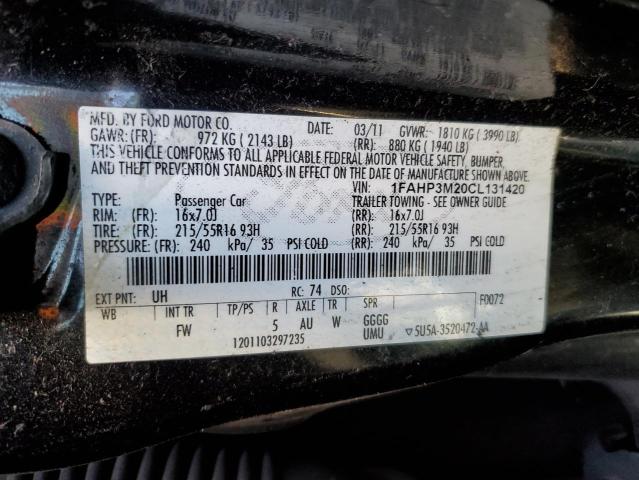 MFD. BY FORD MOTOR CO. DATE: 03/11 GVWR: 1810 KG ( 3990 LB)
GAWR: (FR): 972 KG ( 2143 LB) (RR): 880 KG ( 1940 LB)
THIS VEHICLE CONFORMS TO ALL APPLICABLE FEDERAL MOTOR VEHICLE SAFETY, BUMPER,
AND THEFT PREVENTION STANDARDS IN EFFECT ON THE DATE OF MANUFACTURE SHOWN ABOVE.
VIN: 1FAHP3M20CL131420
TYPE: Passenger Car TRAILER TOWING - SEE OWNER GUIDE
RIM: (FR): 16x7.0J (RR): 16x7.0J
TIRE: (FR): 215/55R16 93H (RR): 215/55R16 93H
PRESSURE: (FR): 240 kPa/ 35 PSI COLD (RR): 240 kPa/ 35 PSI COLD
EXT PNT: UH RC: 74 DSO: F0072
WB INT TR TP/PS R AXLE TR SPR
FW 5 AU W GGGG
1201103297235 UMU ▽5U5A-3520472-AA